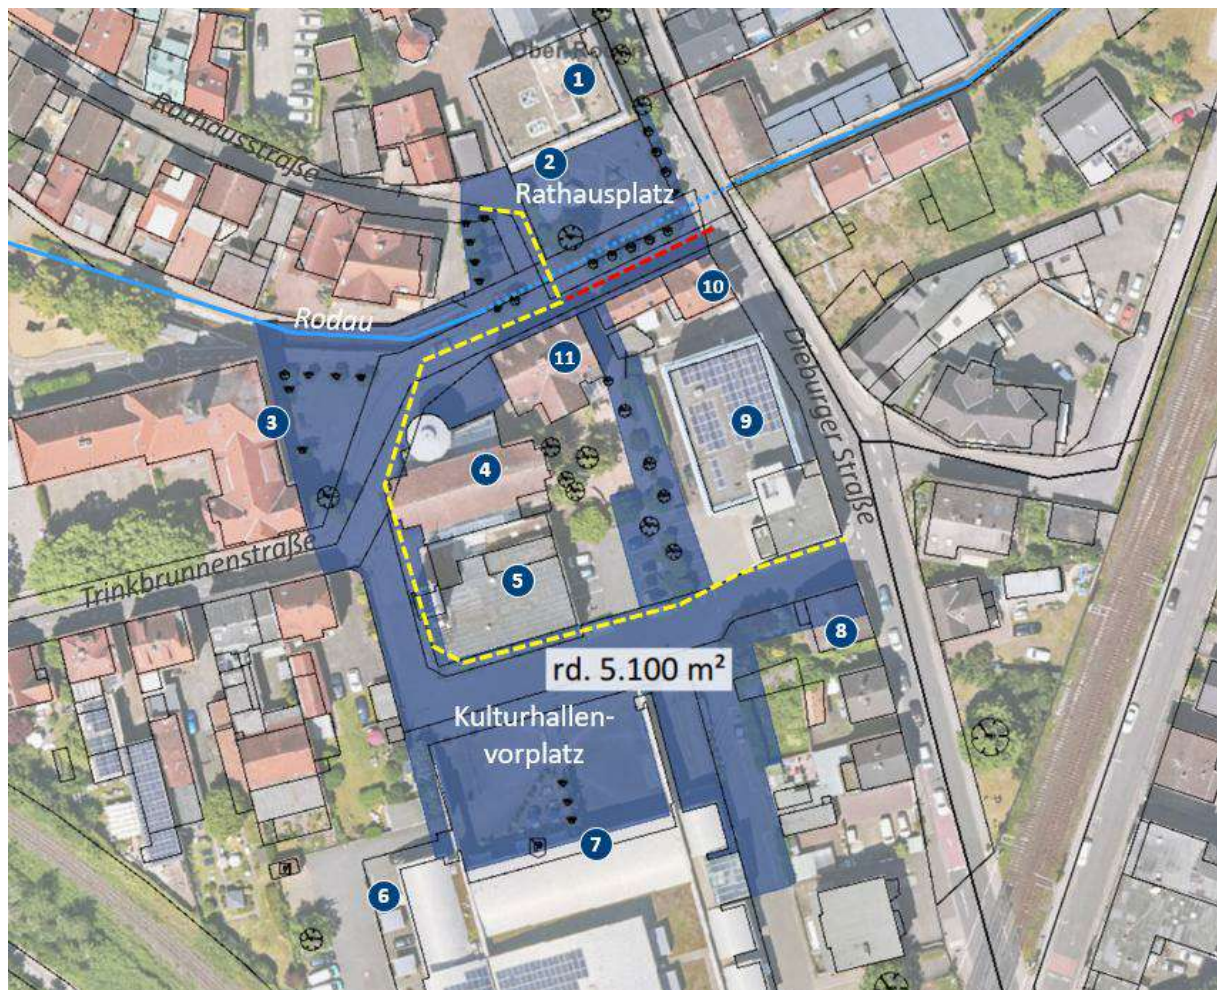 Ober-Roden
1
Rathausstraße
2
Rathausplatz
10
Rodau
11
Dieburger Straße
3
9
4
Trinkbrunnenstraße
5
8
rd. 5.100 m²
Kulturhallen-
vorplatz
7
6